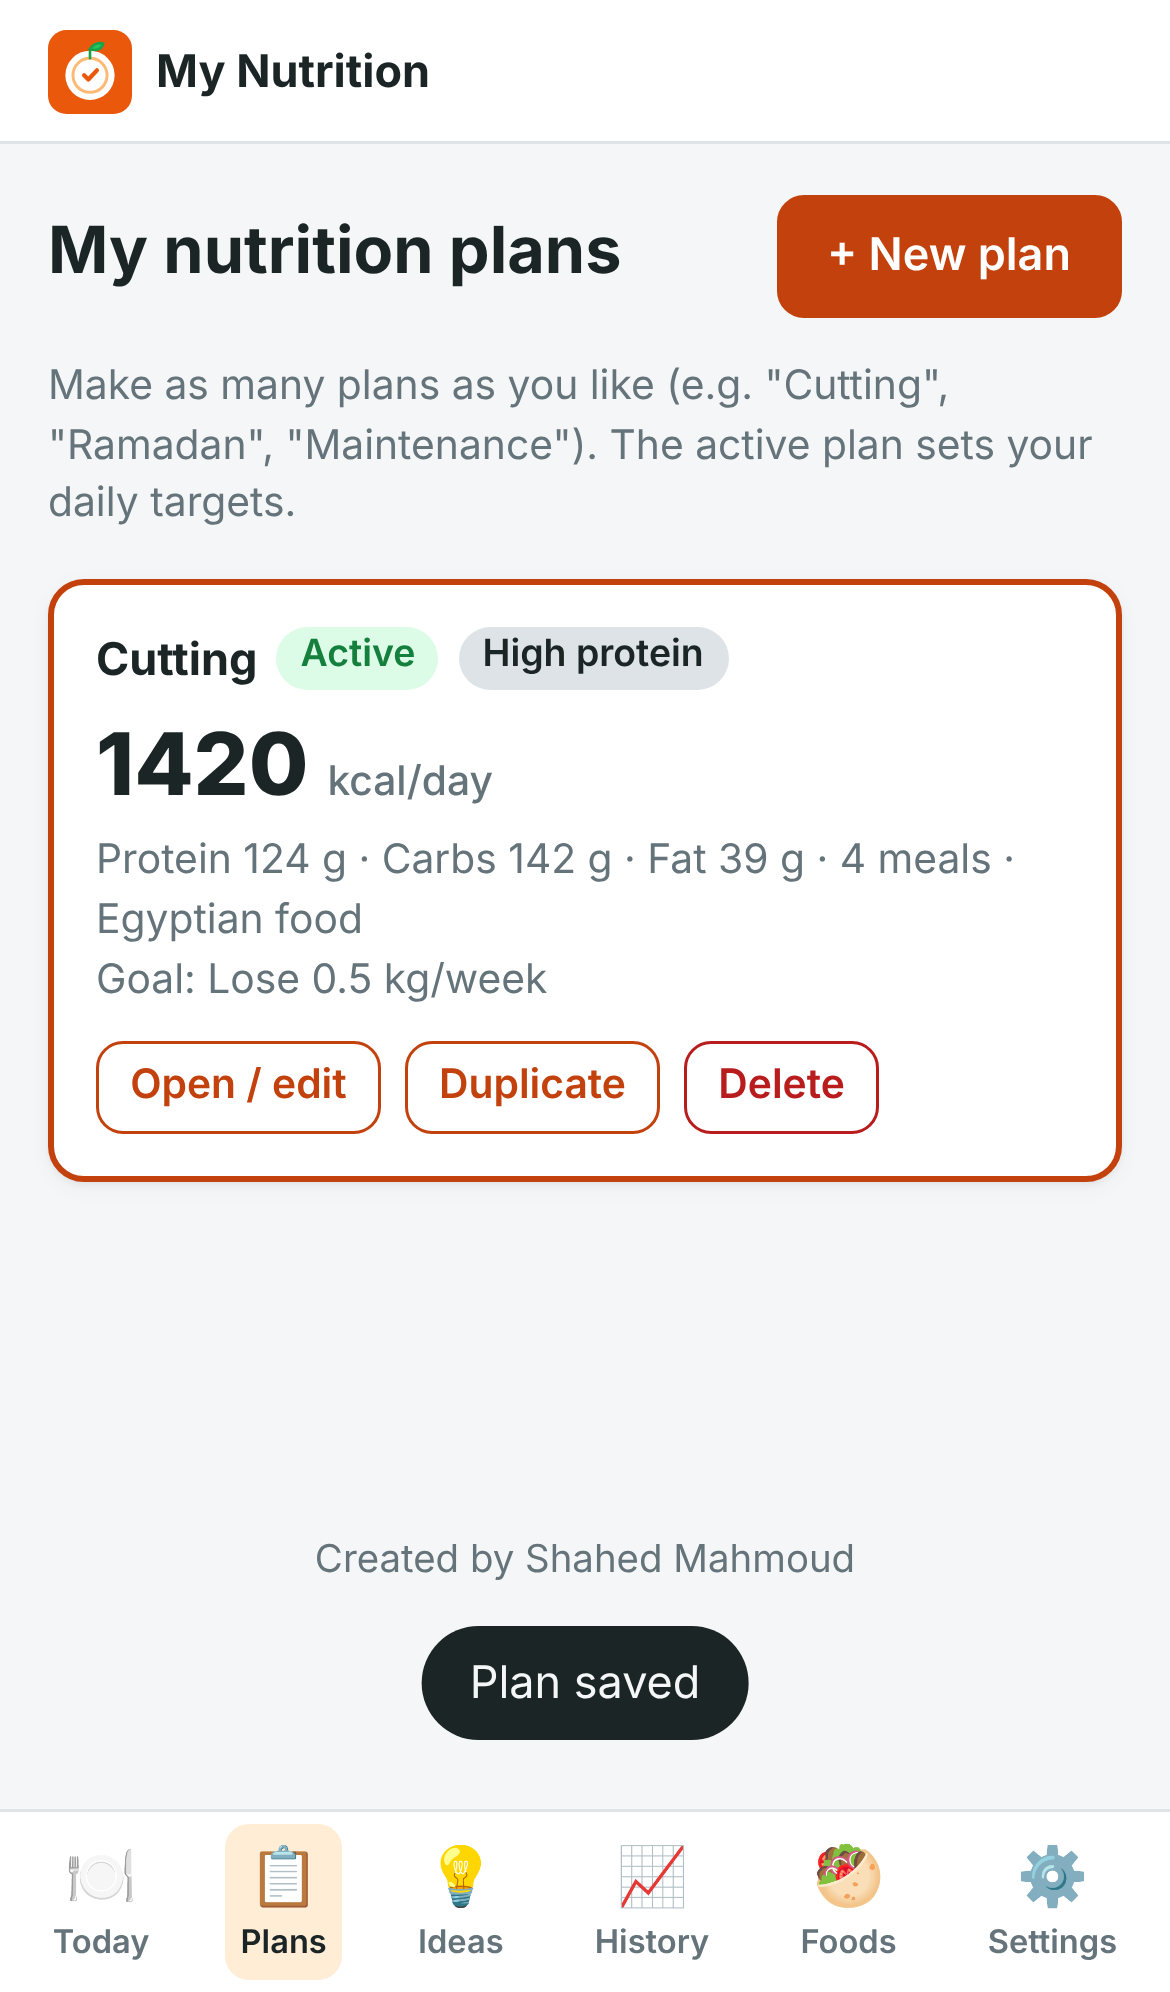 My Nutrition
My nutrition plans
+ New plan
Make as many plans as you like (e.g. "Cutting",
"Ramadan", "Maintenance"). The active plan sets your
daily targets.
Cutting Active High protein
1420 kcal/day
Protein 124 g · Carbs 142 g · Fat 39 g · 4 meals ·
Egyptian food
Goal: Lose 0.5 kg/week
Open / edit Duplicate Delete
Created by Shahed Mahmoud
Plan saved
Today Plans Ideas History Foods Settings